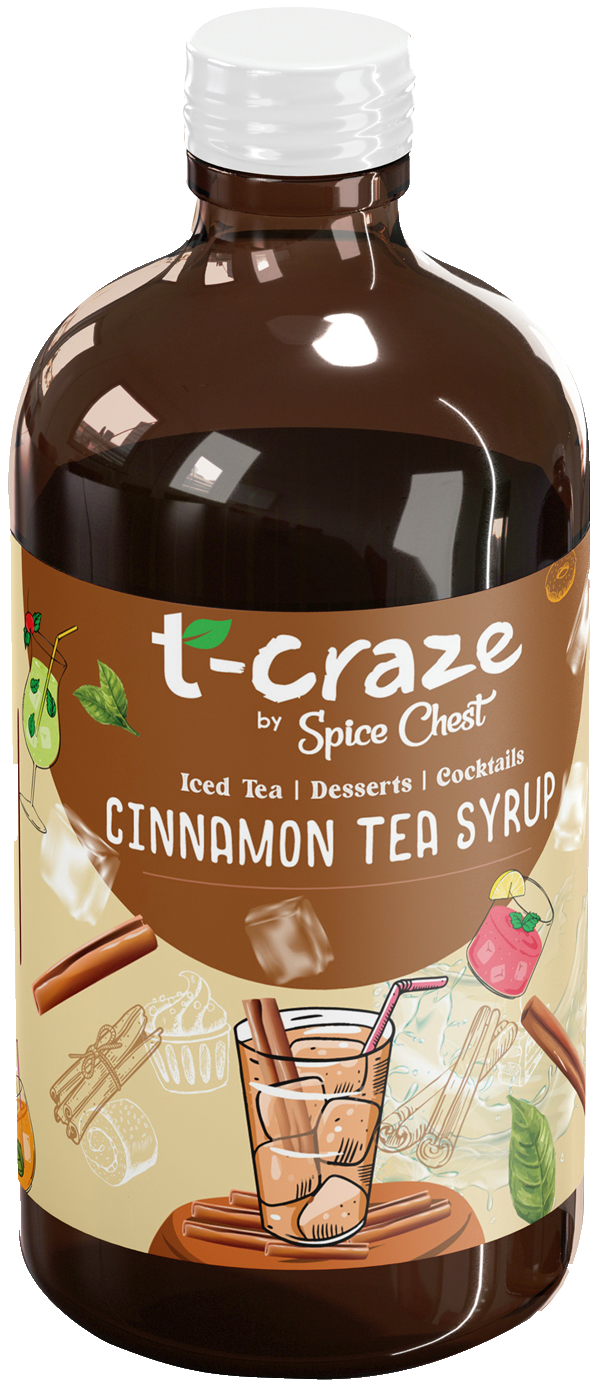 t-craze
by Spice Chest
Iced Tea | Desserts | Cocktails
CINNAMON TEA SYRUP